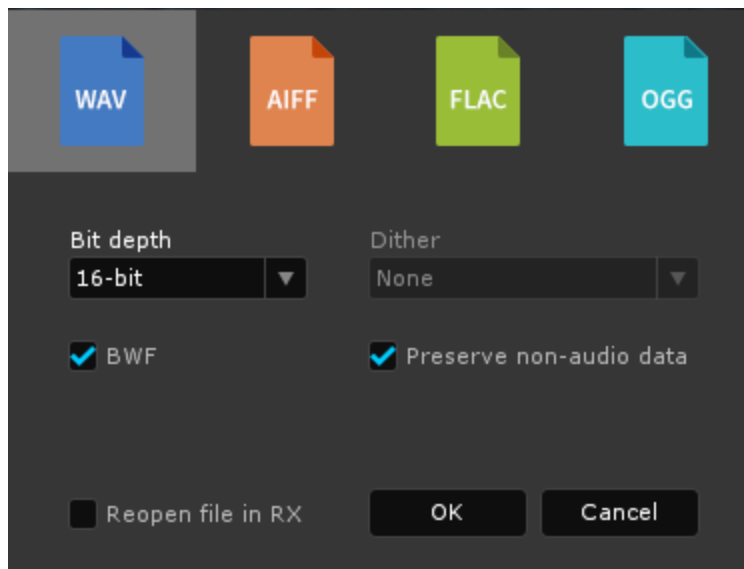 WAV AIFF FLAC OGG
Bit depth Dither
16-bit None
BWF Preserve non-audio data
Reopen file in RX OK Cancel